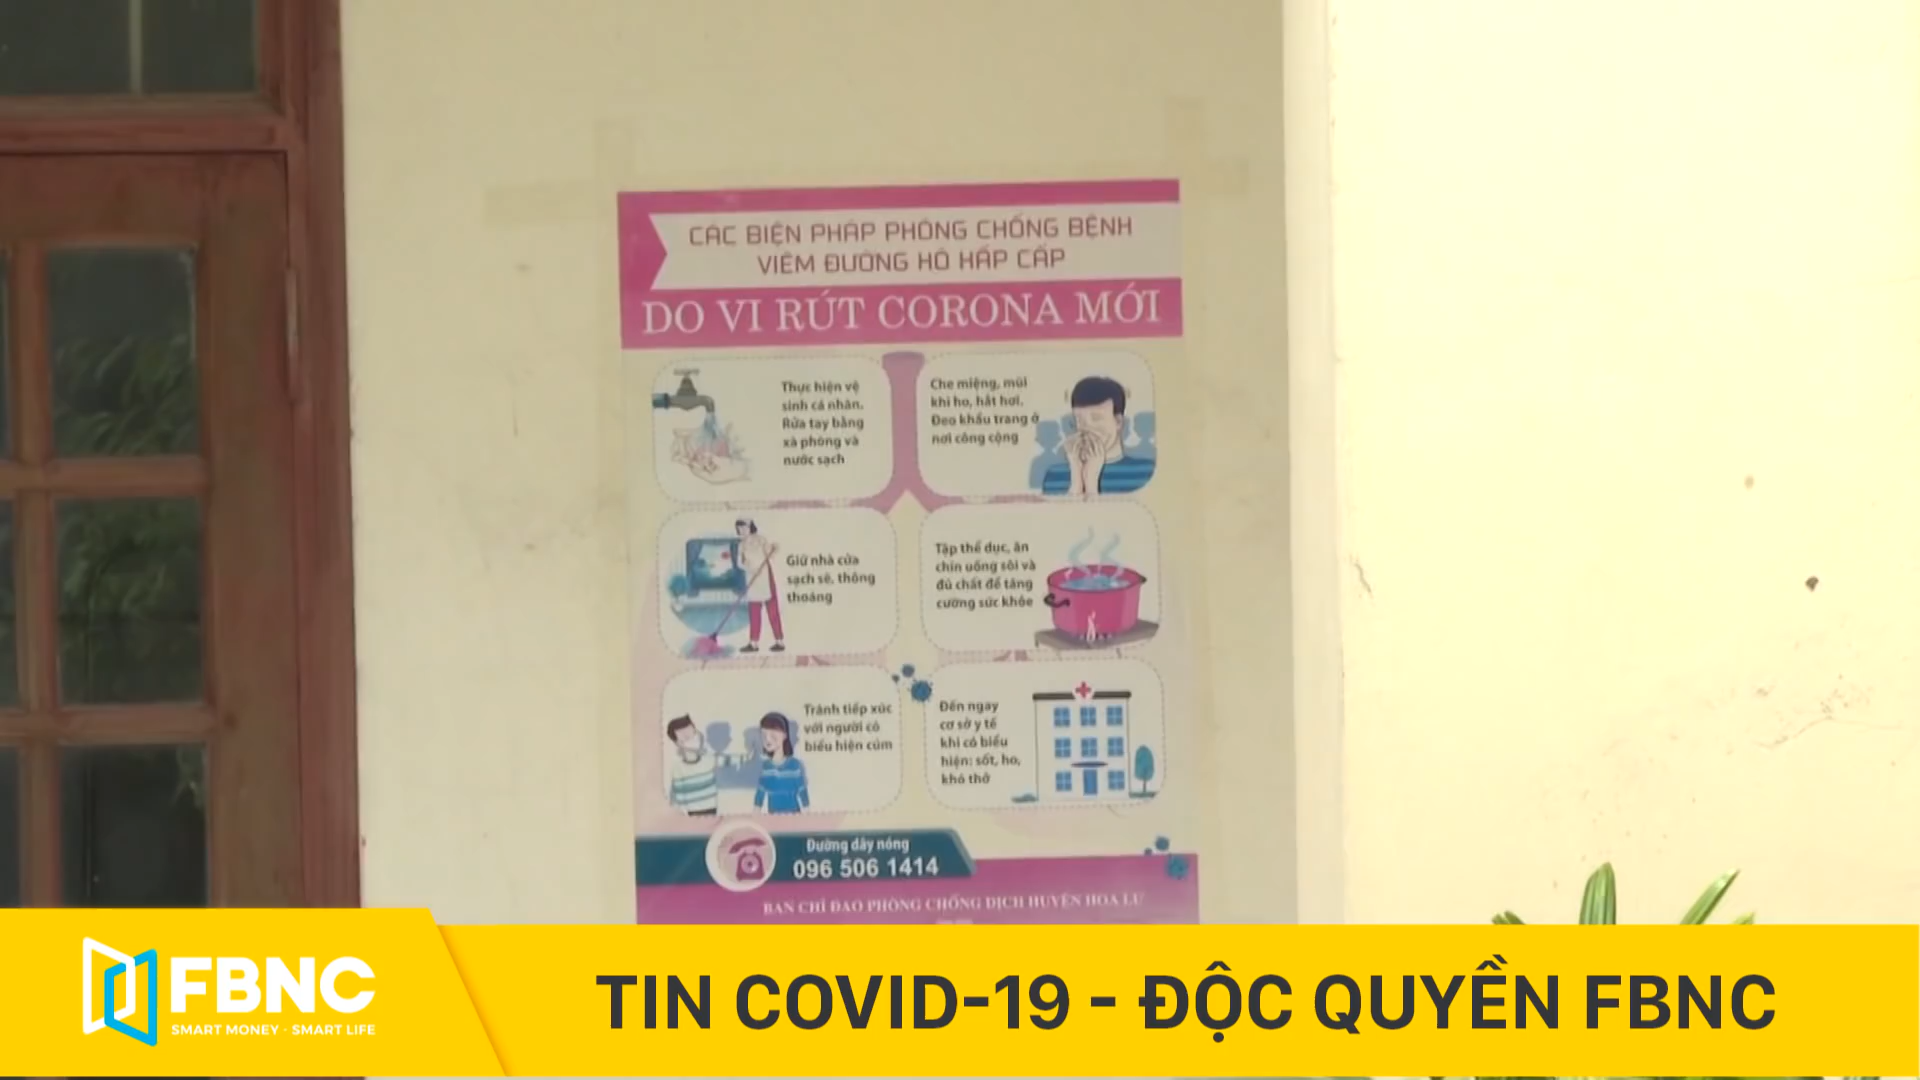 CÁC BIỆN PHÁP PHÒNG CHỐNG BỆNH
VIÊM ĐƯỜNG HÔ HẤP CẤP
DO VI RÚT CORONA MỚI
Thực hiện vệ
sinh cá nhân.
Rửa tay bằng
xà phòng và
nước sạch
Che miệng, mũi
khi ho, hắt hơi.
Đeo khẩu trang ở
nơi công cộng
Giữ nhà cửa
sạch sẽ, thông
thoáng
Tập thể dục, ăn
chín uống sôi và
đủ chất để tăng
cường sức khỏe
Tránh tiếp xúc
với người có
biểu hiện cúm
Đến ngay
cơ sở y tế
khi có biểu
hiện: sốt, ho,
khó thở
Đường dây nóng
096 506 1414
BAN CHỈ ĐẠO PHÒNG CHỐNG DỊCH HUYỆN HOA LƯ
FBNC
SMART MONEY - SMART LIFE
TIN COVID-19 - ĐỘC QUYỀN FBNC